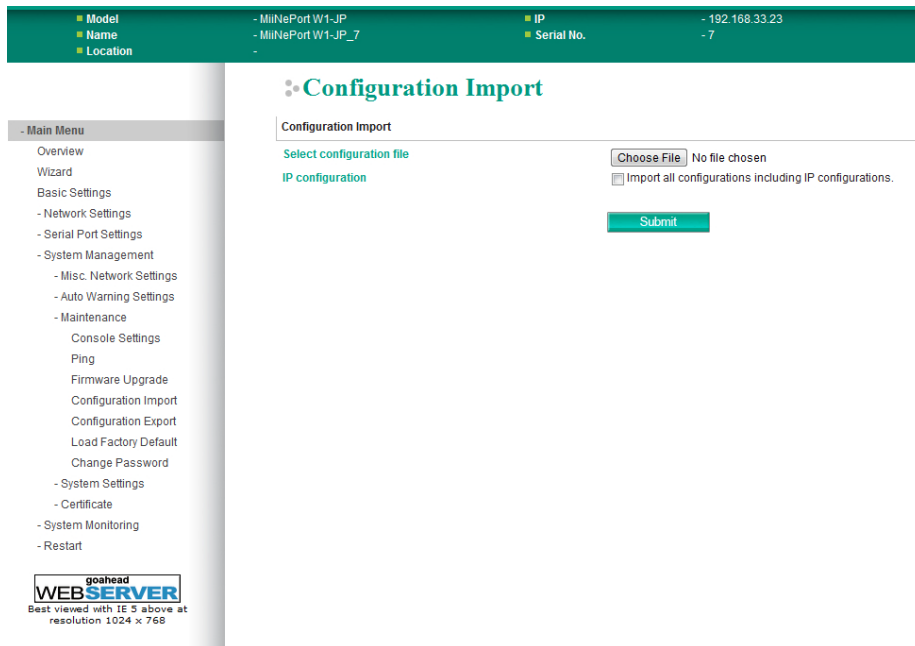 Model - MiiNePort W1-JP IP - 192.168.33.23
Name - MiiNePort W1-JP_7 Serial No. - 7
Location -
Configuration Import
- Main Menu
Overview
Wizard
Basic Settings
- Network Settings
- Serial Port Settings
- System Management
- Misc. Network Settings
- Auto Warning Settings
- Maintenance
Console Settings
Ping
Firmware Upgrade
Configuration Import
Configuration Export
Load Factory Default
Change Password
- System Settings
- Certificate
- System Monitoring
- Restart
goahead
WEBSERVER
Best viewed with IE 5 above at
resolution 1024 x 768
Configuration Import
Select configuration file Choose File No file chosen
IP configuration Import all configurations including IP configurations.
Submit